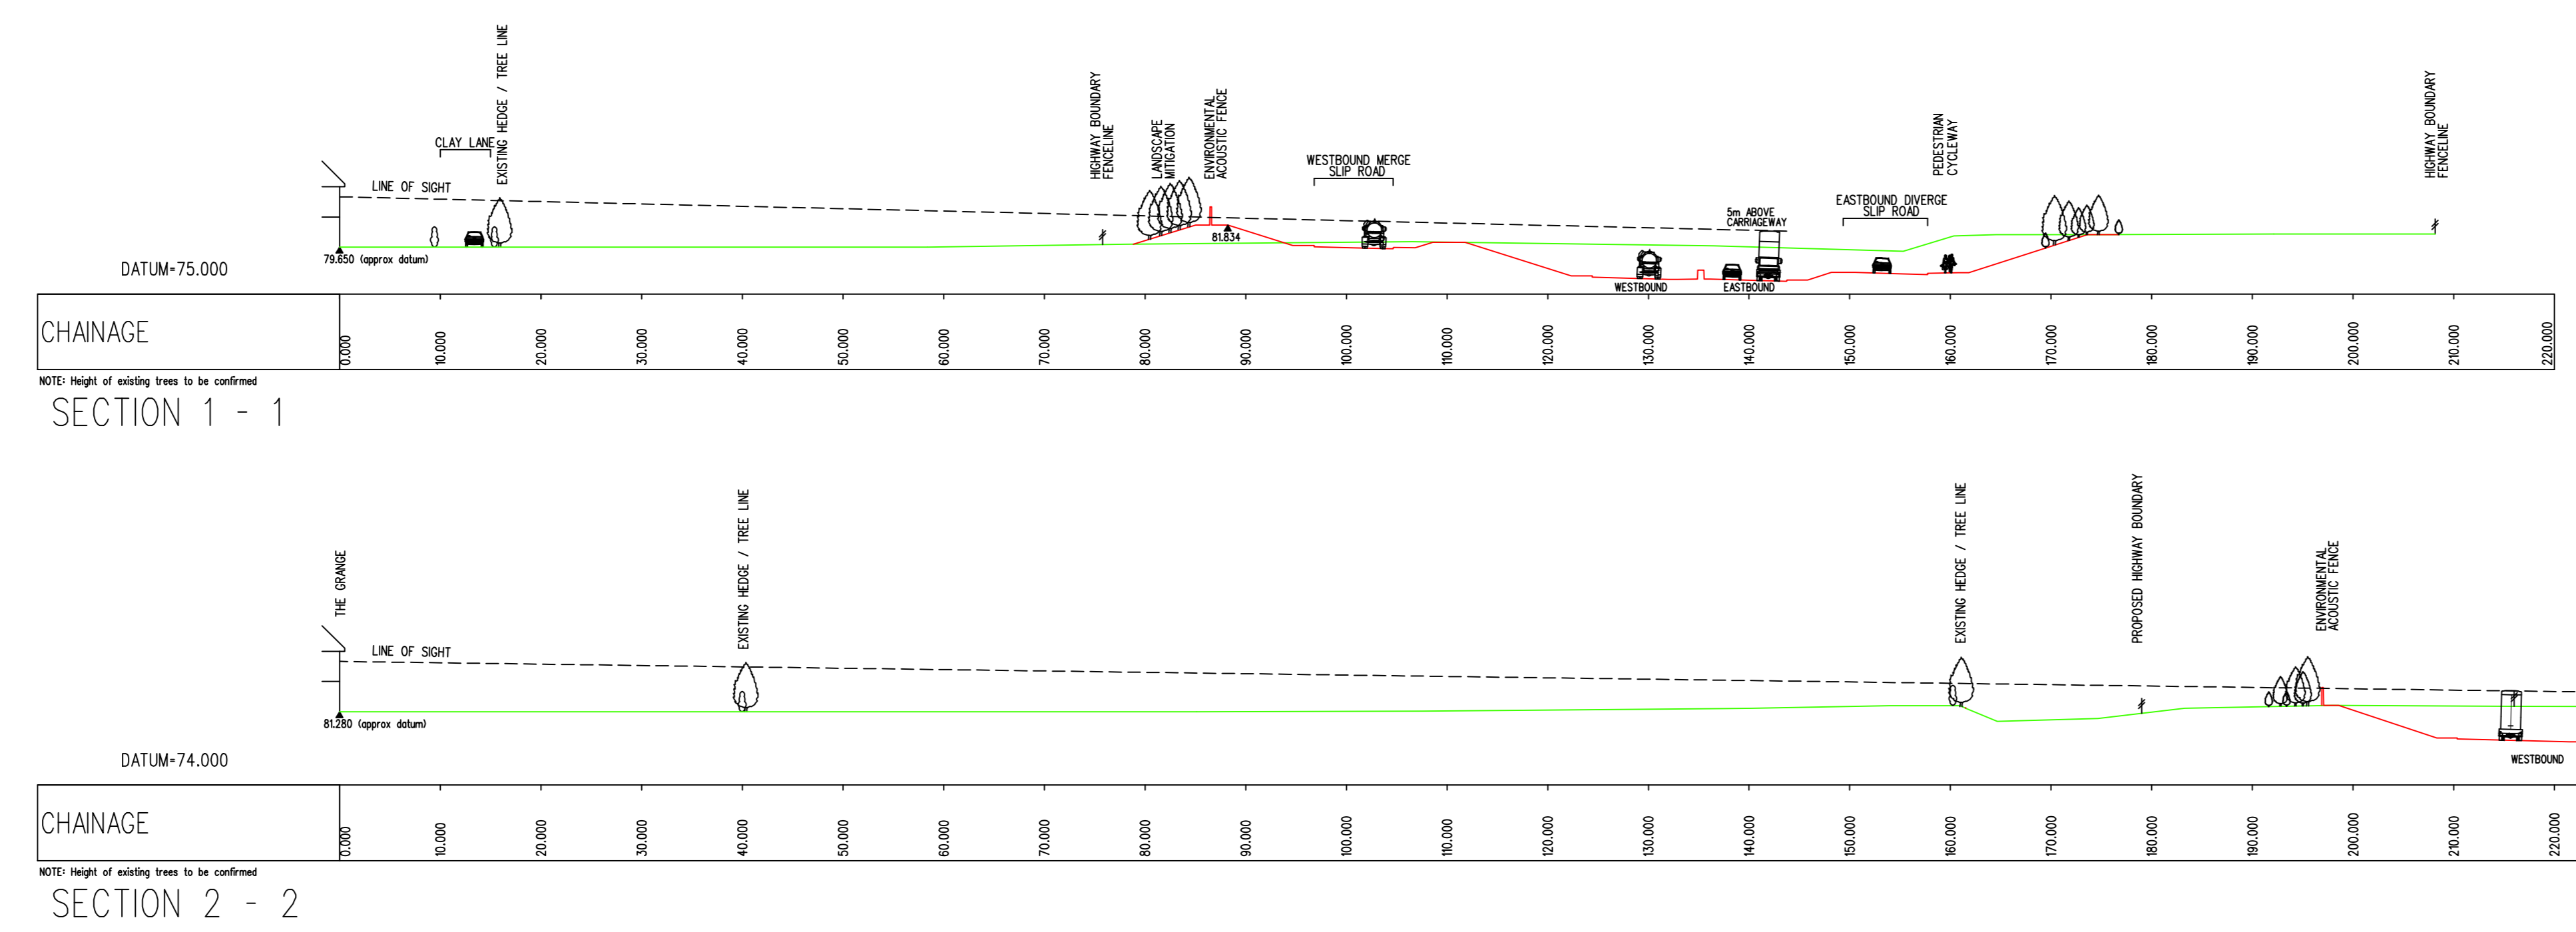 EXISTING HEDGE / TREE LINE
CLAY LANE
LINE OF SIGHT
HIGHWAY BOUNDARY
FENCELINE
LANDSCAPE
MITIGATION
ENVIRONMENTAL
ACOUSTIC FENCE
WESTBOUND MERGE
SLIP ROAD
5m ABOVE
CARRIAGEWAY
EASTBOUND DIVERGE
SLIP ROAD
PEDESTRIAN
CYCLEWAY
HIGHWAY BOUNDARY
FENCELINE
81.834
79.650 (approx datum)
DATUM=75.000
WESTBOUND
EASTBOUND
CHAINAGE
0.000
10.000
20.000
30.000
40.000
50.000
60.000
70.000
80.000
90.000
100.000
110.000
120.000
130.000
140.000
150.000
160.000
170.000
180.000
190.000
200.000
210.000
220.000
NOTE: Height of existing trees to be confirmed
SECTION 1 - 1
THE GRANGE
LINE OF SIGHT
EXISTING HEDGE / TREE LINE
EXISTING HEDGE / TREE LINE
PROPOSED HIGHWAY BOUNDARY
ENVIRONMENTAL
ACOUSTIC FENCE
81.280 (approx datum)
DATUM=74.000
WESTBOUND
CHAINAGE
0.000
10.000
20.000
30.000
40.000
50.000
60.000
70.000
80.000
90.000
100.000
110.000
120.000
130.000
140.000
150.000
160.000
170.000
180.000
190.000
200.000
210.000
220.000
NOTE: Height of existing trees to be confirmed
SECTION 2 - 2